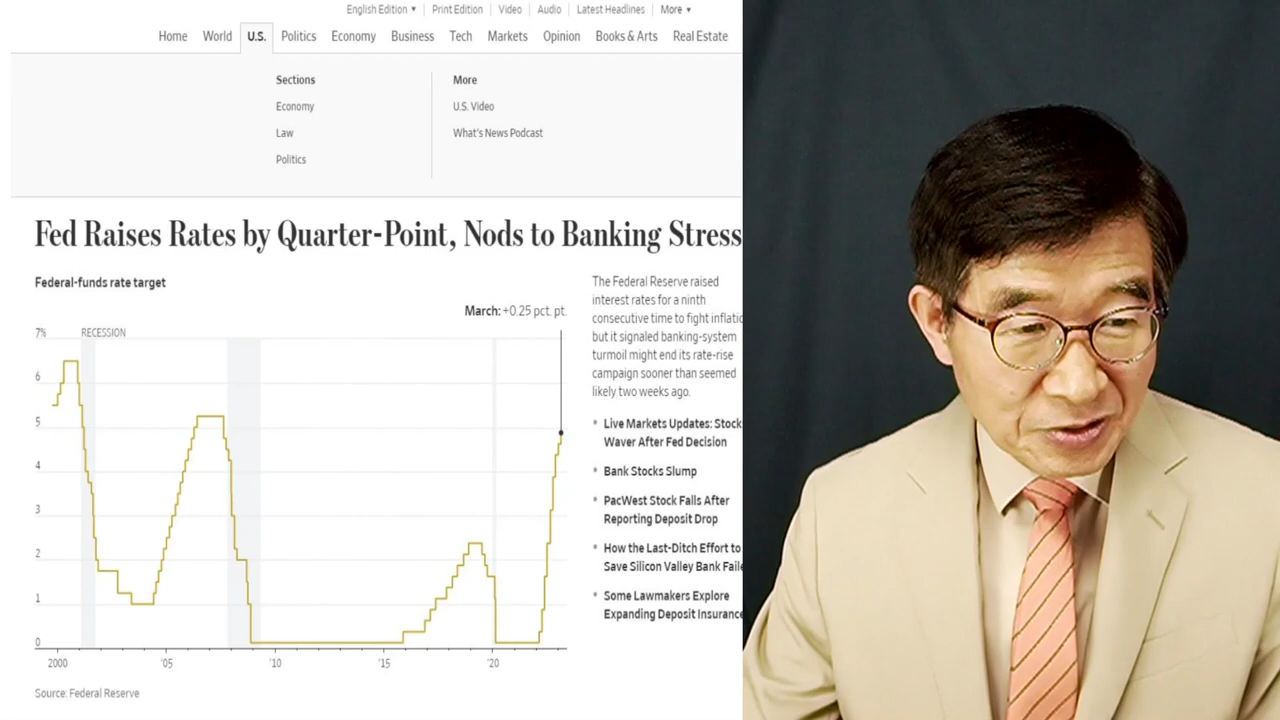 English Edition ▼ Print Edition Video Audio Latest Headlines More ▼
Home World U.S. Politics Economy Business Tech Markets Opinion Books & Arts Real Estate
Sections
Economy
Law
Politics
More
U.S. Video
What's News Podcast
Fed Raises Rates by Quarter-Point, Nods to Banking Stress
Federal-funds rate target
March: +0.25 pct. pt.
7%
RECESSION
6
5
4
3
2
1
0
2000 '05 '10 '15 '20
Source: Federal Reserve
The Federal Reserve raised
interest rates for a ninth
consecutive time to fight inflatio
but it signaled banking-system
turmoil might end its rate-rise
campaign sooner than seemed
likely two weeks ago.
• Live Markets Updates: Stock
Waver After Fed Decision
• Bank Stocks Slump
• PacWest Stock Falls After
Reporting Deposit Drop
• How the Last-Ditch Effort to
Save Silicon Valley Bank Faile
• Some Lawmakers Explore
Expanding Deposit Insurance